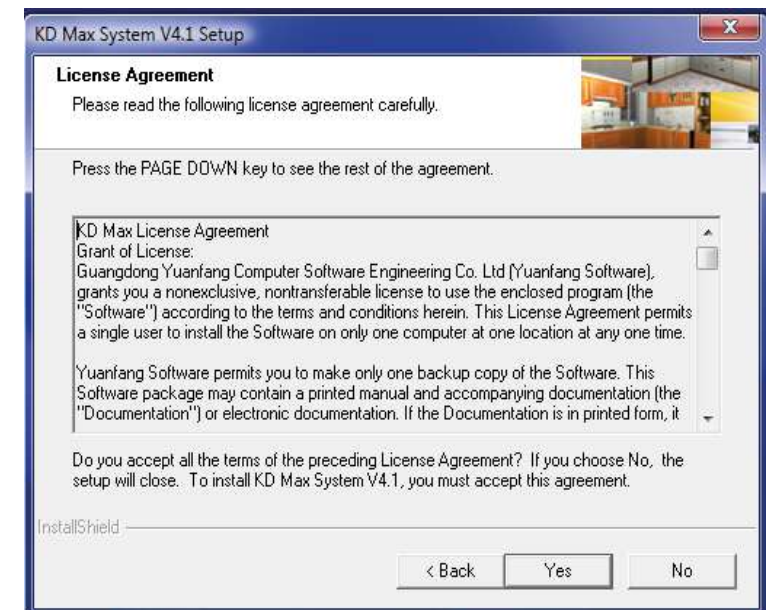 KD Max System V4.1 Setup
License Agreement
Please read the following license agreement carefully.
Press the PAGE DOWN key to see the rest of the agreement.
KD Max License Agreement
Grant of License:
Guangdong Yuanfang Computer Software Engineering Co. Ltd (Yuanfang Software),
grants you a nonexclusive, nontransferable license to use the enclosed program (the
"Software") according to the terms and conditions herein. This License Agreement permits
a single user to install the Software on only one computer at one location at any one time.
Yuanfang Software permits you to make only one backup copy of the Software. This
Software package may contain a printed manual and accompanying documentation (the
"Documentation") or electronic documentation. If the Documentation is in printed form, it
Do you accept all the terms of the preceding License Agreement? If you choose No, the
setup will close. To install KD Max System V4.1, you must accept this agreement.
InstallShield
< Back Yes No